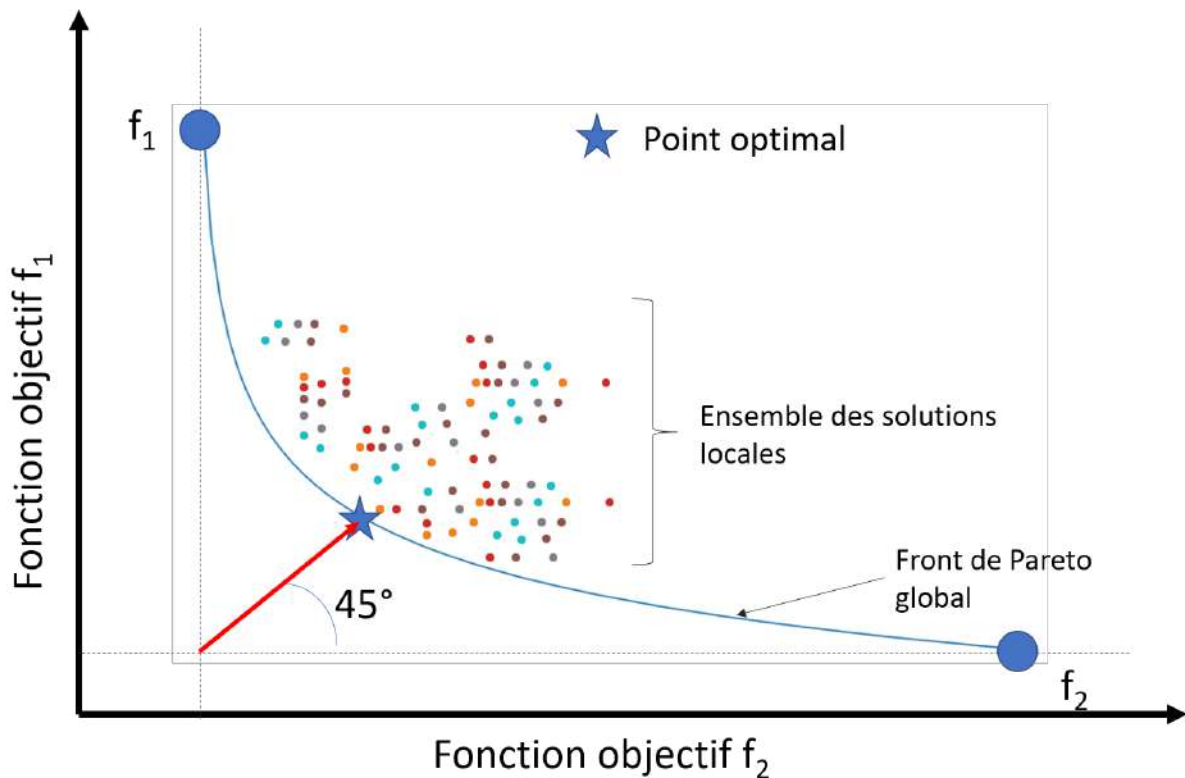 f₁
Point optimal
Fonction objectif f₁
Ensemble des solutions
locales
Front de Pareto
global
45°
f₂
Fonction objectif f₂